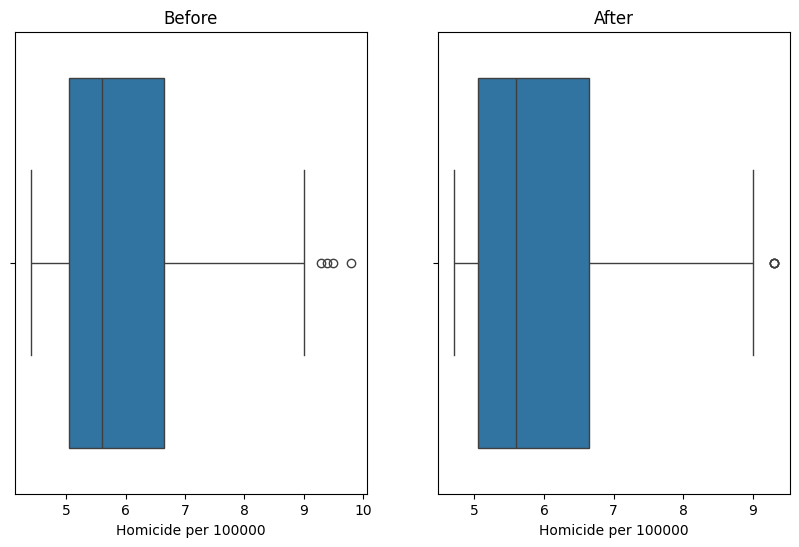 Before
After
5 6 7 8 9 10
5 6 7 8 9
Homicide per 100000
Homicide per 100000